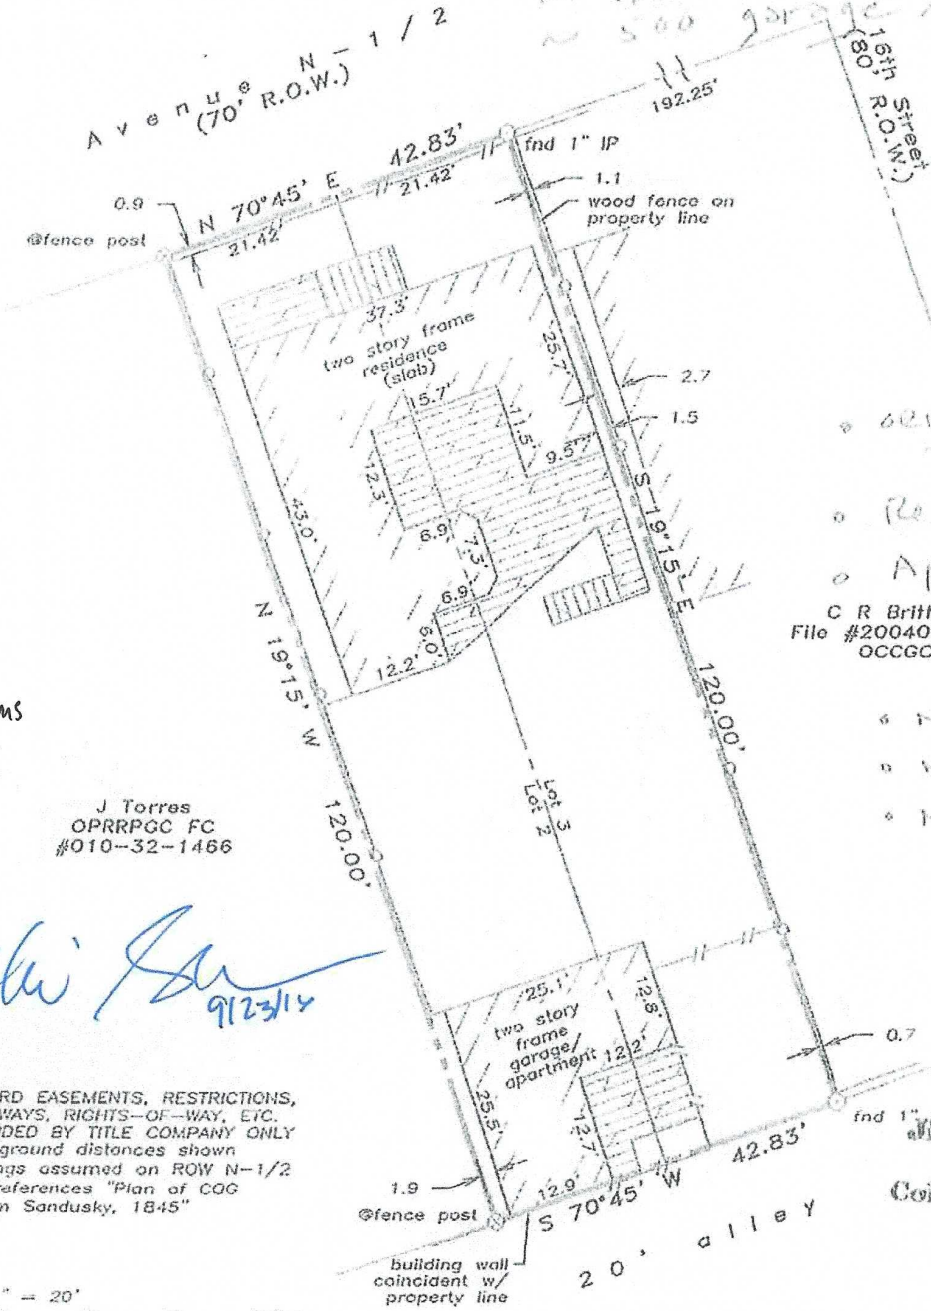 ~ 500 garage
Avenue N-1/2
(70' R.O.W.)
16th Street
(80' R.O.W.)
192.25'
42.83'
fnd 1" IP
N 70°45' E
21.42'
21.42'
0.9
@fence post
1.1
wood fence on
property line
37.3'
two story frame
residence
(slab)
25.7'
15.7'
11.5'
9.5'
12.3'
2.7
1.5
43.0'
6.9'
7.3'
6.9'
6.0'
12.2'
S 19°15' E
120.00'
N 19°15' W
120.00'
C R Britt
File #20040
OCCGC
ms
J Torres
OPRRPGC FC
#010-32-1466
Lot 3
Lot 2
9/23/14
25.1'
12.8'
two story
frame
garage/
apartment
12.2'
25.5'
12.7'
12.9'
0.7
fnd 1"
42.83'
S 70°45' W
1.9
@fence post
20' alley
building wall
coincident w/
property line
RD EASEMENTS, RESTRICTIONS,
WAYS, RIGHTS-OF-WAY, ETC.
DED BY TITLE COMPANY ONLY
ground distances shown
ngs assumed on ROW N-1/2
eferences "Plan of COG
n Sandusky, 1845"
" = 20'